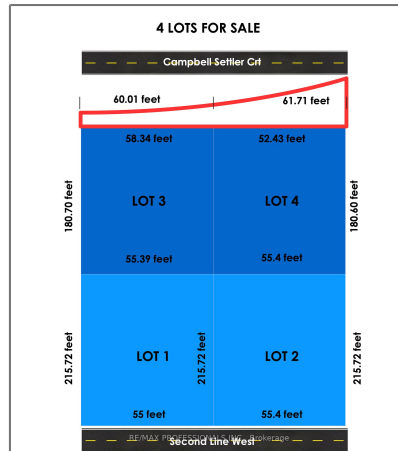 4 LOTS FOR SALE
Campbell Settler Crt
60.01 feet
61.71 feet
58.34 feet
52.43 feet
180.70 feet
LOT 3
LOT 4
180.60 feet
55.39 feet
55.4 feet
215.72 feet
LOT 1
215.72 feet
LOT 2
215.72 feet
55 feet
55.4 feet
RE/MAX PROFESSIONALS INC., Brokerage
Second Line West